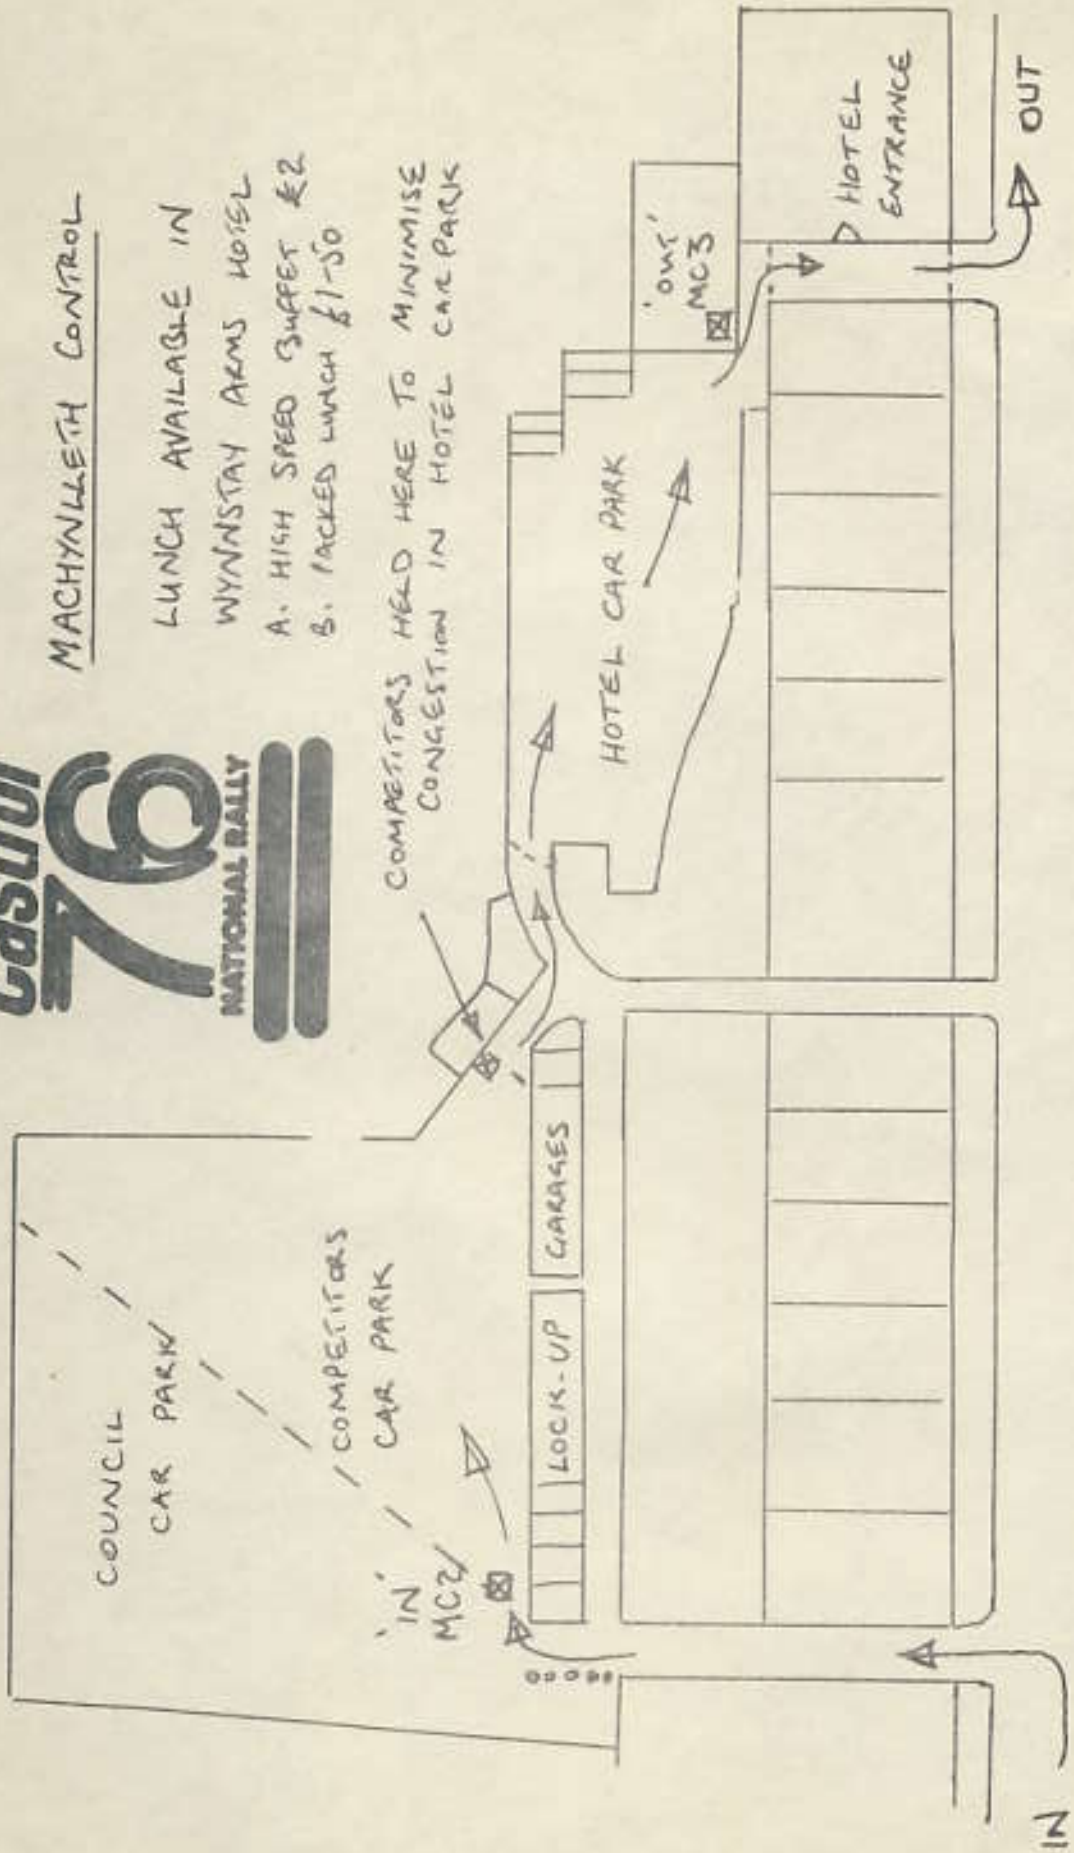 Castrol
76
NATIONAL RALLY
MACHYNLLETH CONTROL
LUNCH AVAILABLE IN
WYNNSTAY ARMS HOTEL
A. HIGH SPEED BUFFET £2
B. PACKED LUNCH £1-50
COMPETITORS HELD HERE TO MINIMISE
CONGESTION IN HOTEL CAR PARK
COUNCIL
CAR PARK
COMPETITORS
CAR PARK
'IN'
MC2
LOCK-UP
GARAGES
HOTEL CAR PARK
'OUT'
MC3
HOTEL
ENTRANCE
IN
OUT